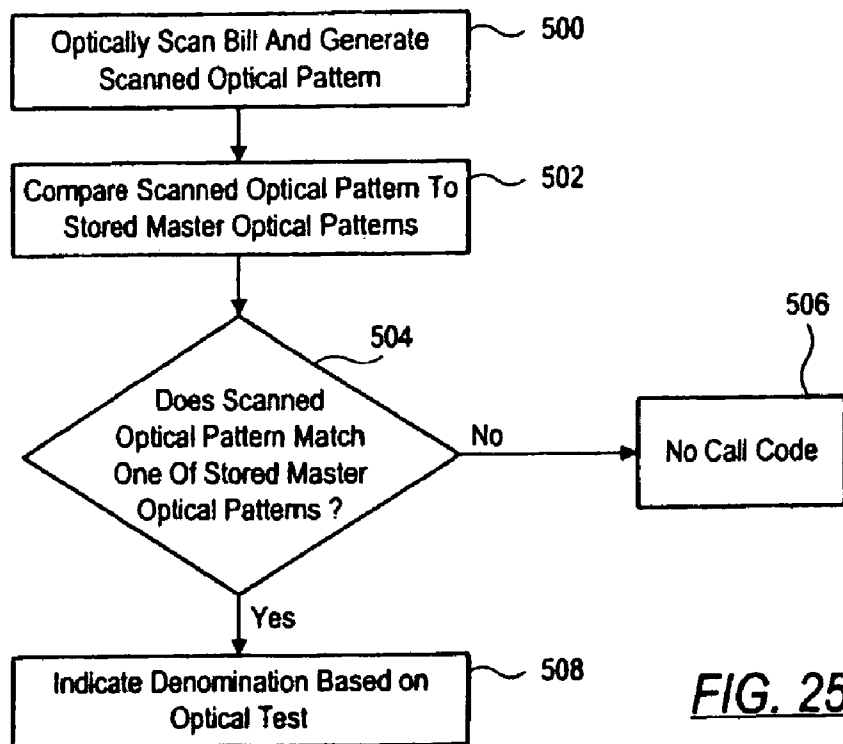 Optically Scan Bill And Generate
Scanned Optical Pattern
500
Compare Scanned Optical Pattern To
Stored Master Optical Patterns
502
504
Does Scanned
Optical Pattern Match
One Of Stored Master
Optical Patterns ?
No
506
No Call Code
Yes
Indicate Denomination Based on
Optical Test
508
FIG. 25